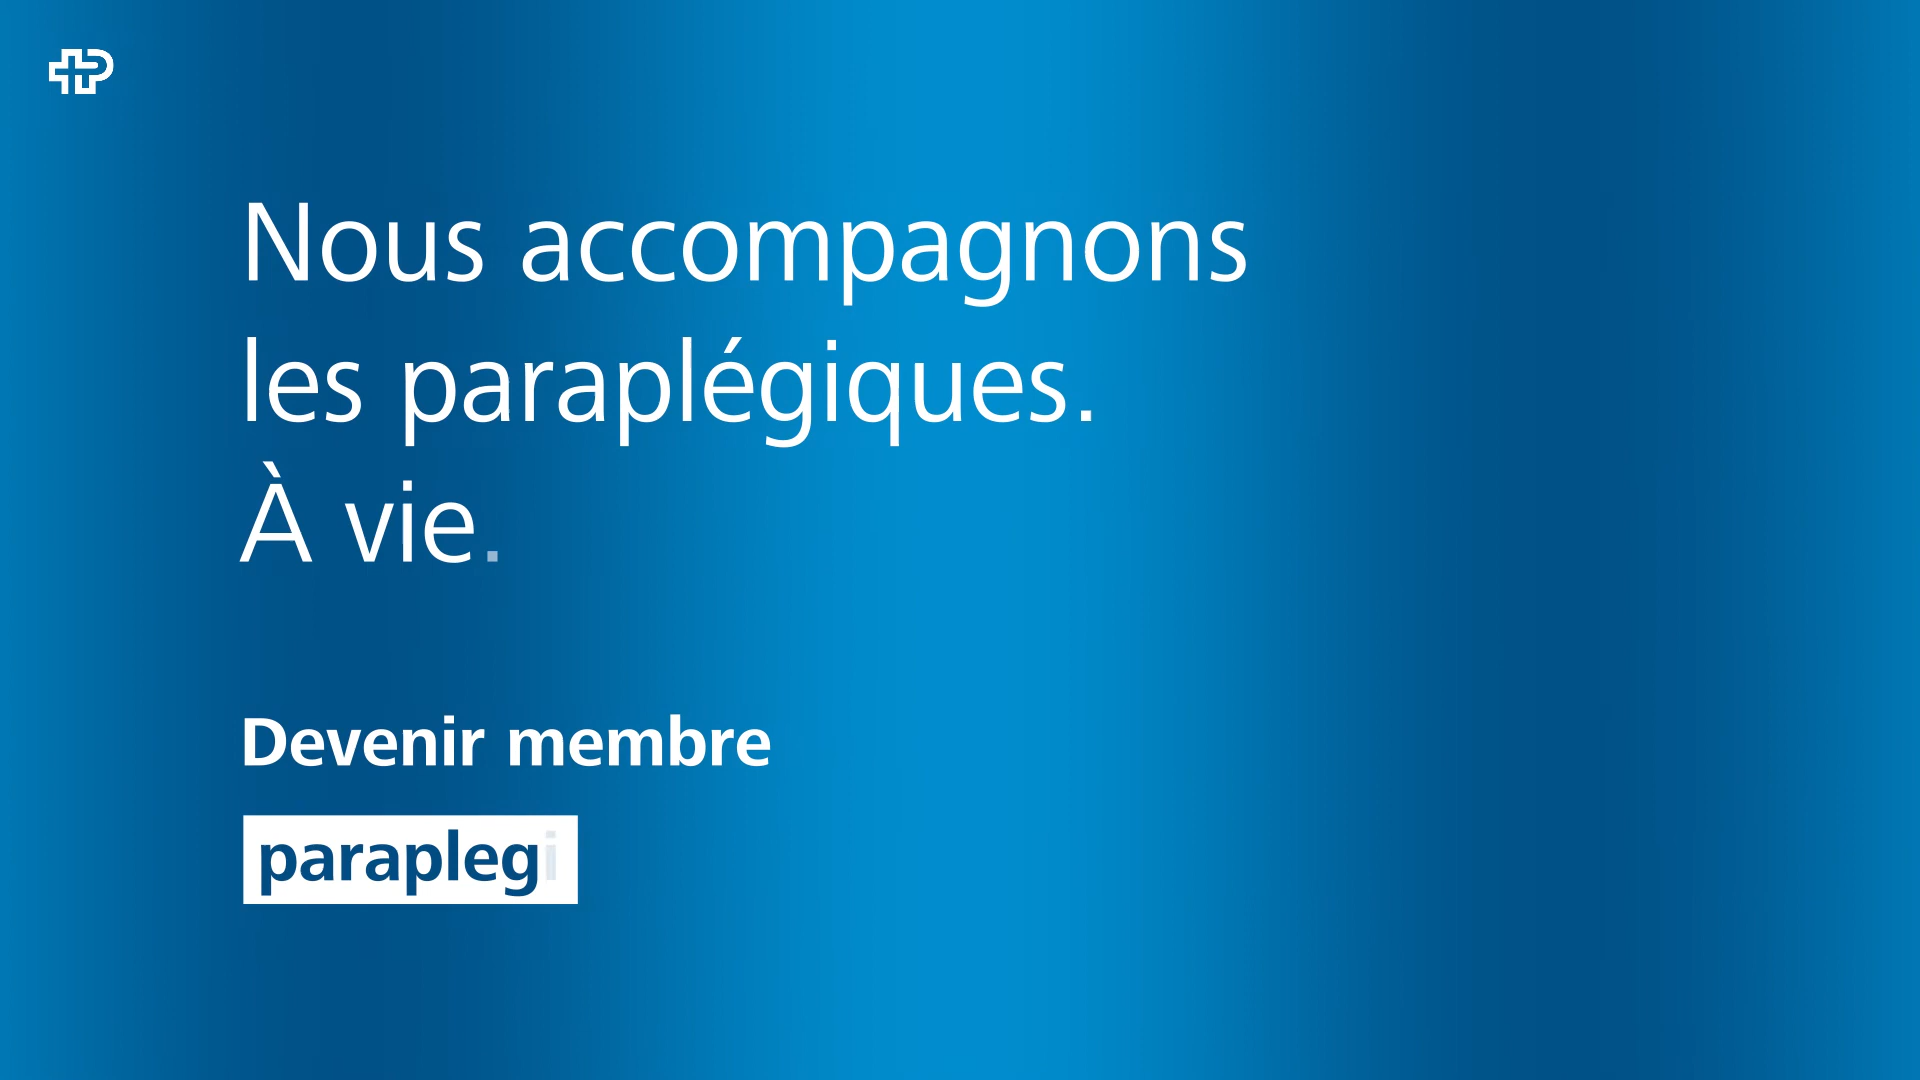 Nous accompagnons
les paraplégiques.
À vie.
Devenir membre
paraplegi